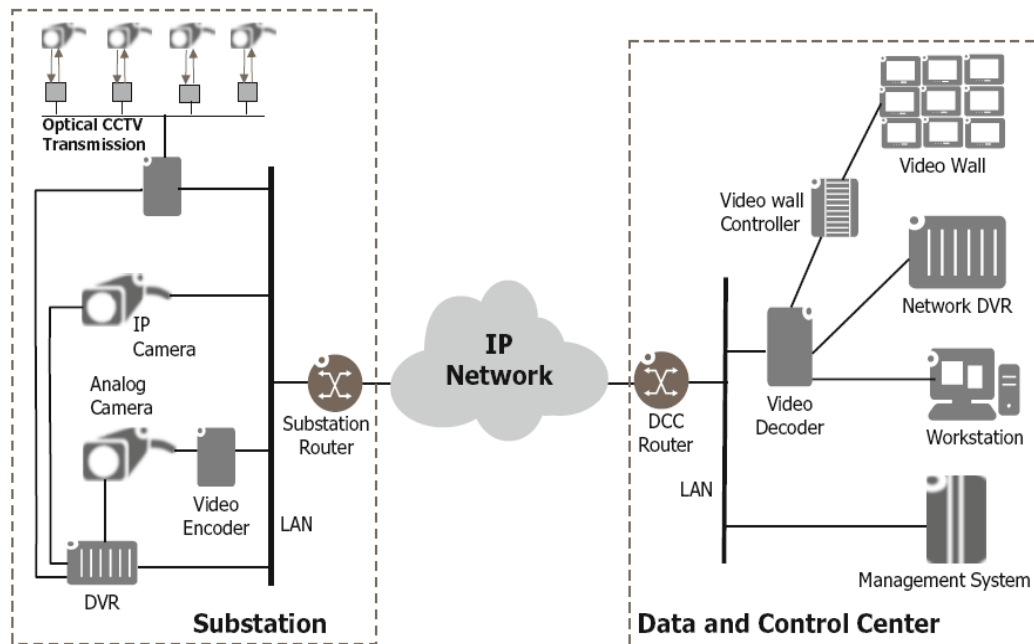 Optical CCTV
Transmission
IP
Camera
Analog
Camera
Video
Encoder
DVR
LAN
Substation
Router
Substation
IP
Network
DCC
Router
LAN
Video wall
Controller
Video Wall
Network DVR
Video
Decoder
Workstation
Management System
Data and Control Center